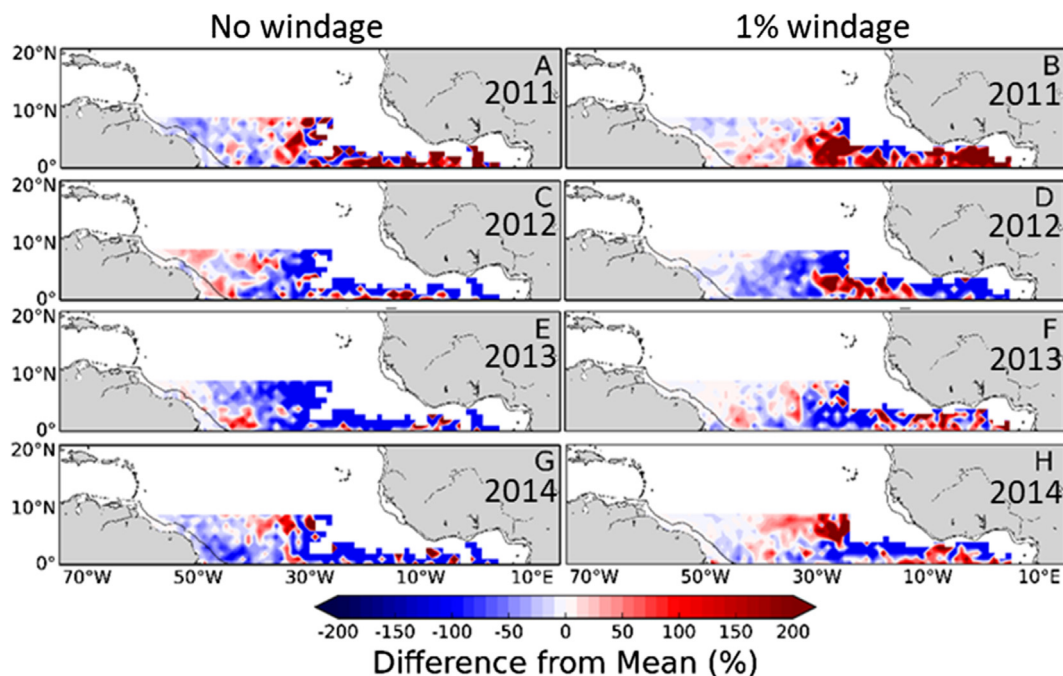 No windage 1% windage
20°N A B
2011 2011
10°N
0°
20°N C D
2012 2012
10°N
0°
20°N E F
2013 2013
10°N
0°
20°N G H
2014 2014
10°N
0°
70°W 50°W 30°W 10°W 10°E 70°W 50°W 30°W 10°W 10°E
-200 -150 -100 -50 0 50 100 150 200
Difference from Mean (%)